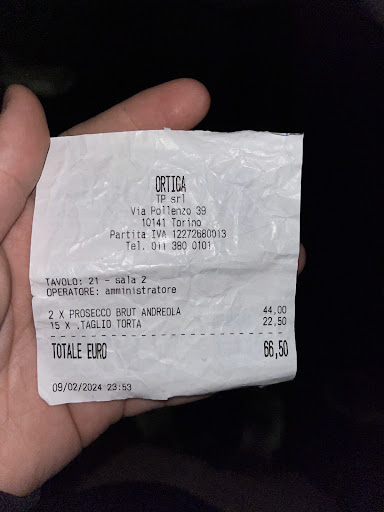 ORTICA
TP srl
Via Pollenzo 39
10141 Torino
Partita IVA 12272680013
Tel. 011 380 0101
TAVOLO: 21 - sala 2
OPERATORE: amministratore
2 X PROSECCO BRUT ANDREOLA 44,00
15 X .TAGLIO TORTA 22,50
TOTALE EURO 66,50
09/02/2024 23:53